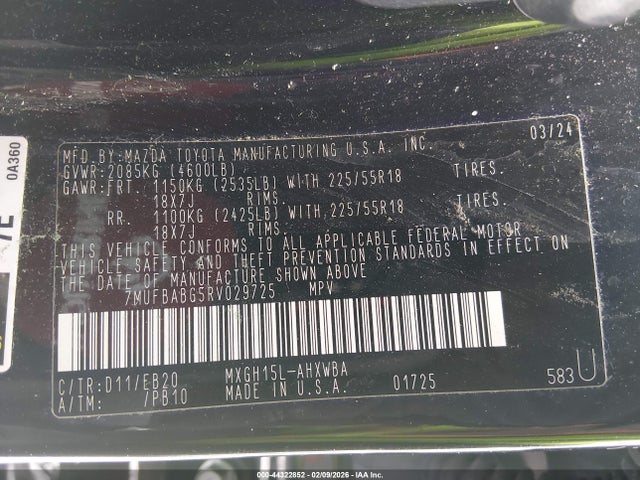 MFD.BY:MAZDA TOYOTA MANUFACTURING U.S.A. INC. 03/24
GVWR:2085KG (4600LB)
GAWR:FRT. 1150KG (2535LB) WITH 225/55R18 TIRES.
18X7J RIMS.
RR. 1100KG (2425LB) WITH 225/55R18 TIRES.
18X7J RIMS.
THIS VEHICLE CONFORMS TO ALL APPLICABLE FEDERAL MOTOR
VEHICLE SAFETY AND THEFT PREVENTION STANDARDS IN EFFECT ON
THE DATE OF MANUFACTURE SHOWN ABOVE.
7MUFBABG5RV029725 MPV
C/TR:D11/EB20 MXGH15L-AHXWBA
A/TM: /PB10 MADE IN U.S.A. 01725 583U
0A360
©®44322852 - 02/09/2026 - IAA Inc.